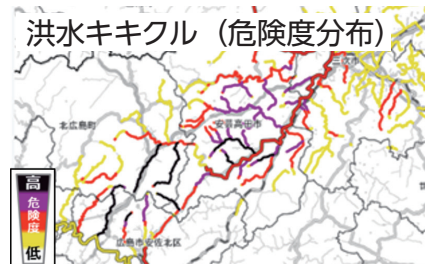 洪水キキクル（危険度分布）
三次市
北広島町
安芸高田市
高
危険度
低
広島市安佐北区